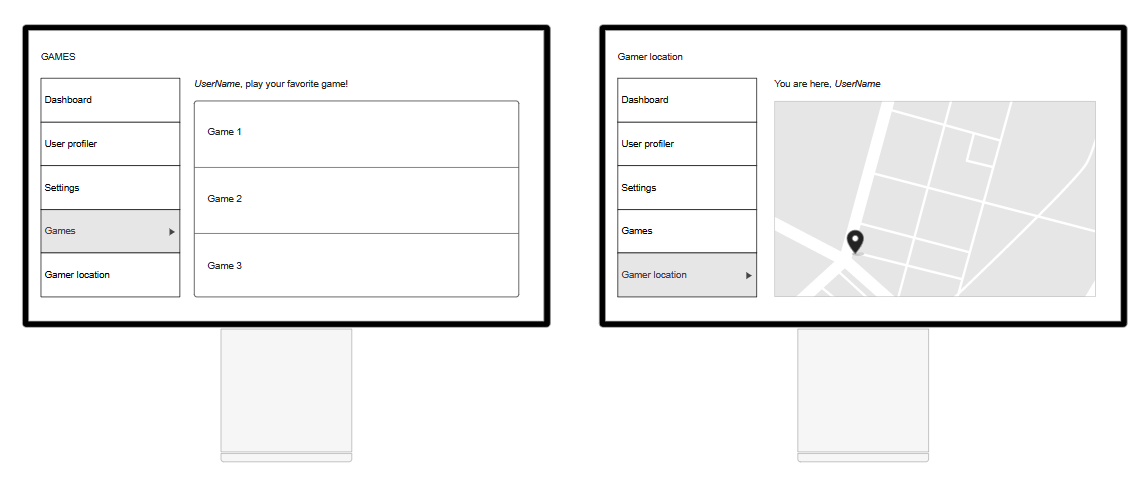 GAMES
UserName, play your favorite game!
Dashboard
User profiler
Settings
Games
Gamer location
Game 1
Game 2
Game 3
Gamer location
You are here, UserName
Dashboard
User profiler
Settings
Games
Gamer location